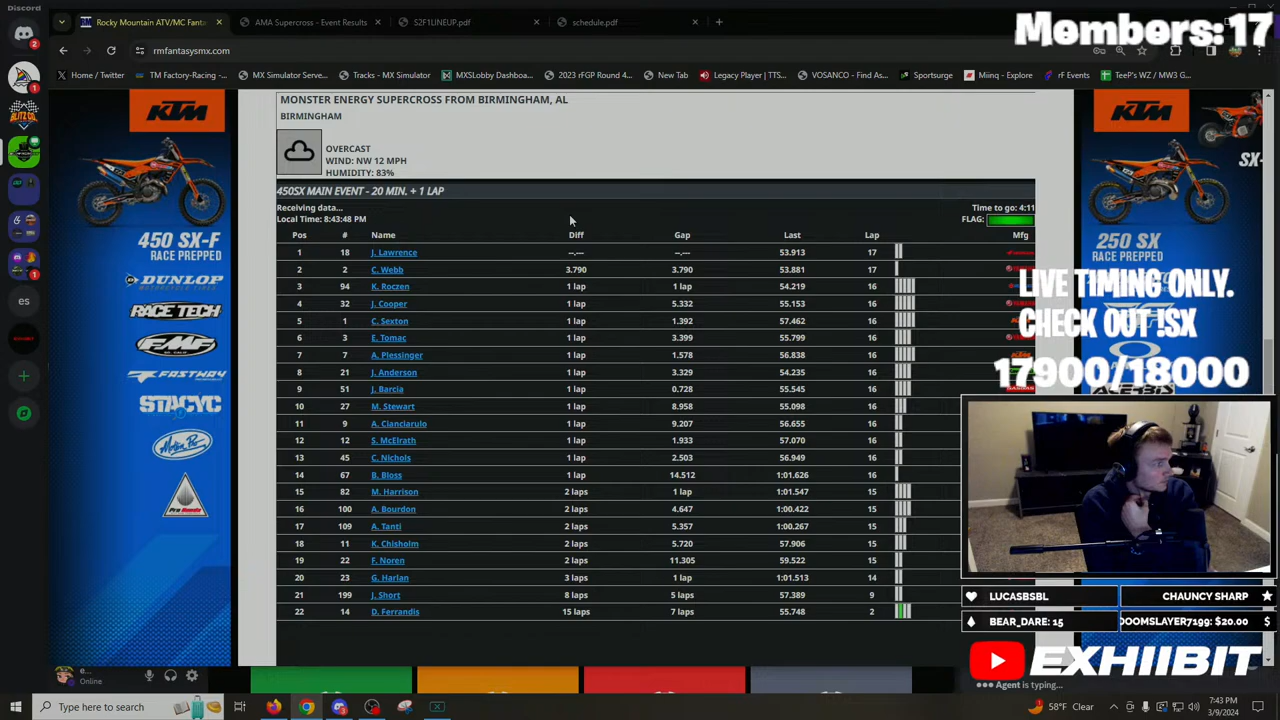 Discord
Rocky Mountain ATV/MC Fanta
AMA Supercross - Event Results
S2F1LINEUP.pdf
schedule.pdf
Members:17
rmfantasysmx.com
Home / Twitter
TM Factory-Racing -...
MX Simulator Serve...
Tracks - MX Simulator
MXSLobby Dashboa...
2023 rFGP Round 4...
New Tab
Legacy Player | TTS...
VOSANCO - Find As...
Sportsurge
Miinq - Explore
rF Events
TeeP's WZ / MW3 G...
MONSTER ENERGY SUPERCROSS FROM BIRMINGHAM, AL
BIRMINGHAM
OVERCAST
WIND: NW 12 MPH
HUMIDITY: 83%
450SX MAIN EVENT - 20 MIN. + 1 LAP
Receiving data...
Time to go: 4:11
Local Time: 8:43:48 PM
FLAG:
Pos # Name Diff Gap Last Lap Mfg
1 18 J. Lawrence --.--- --.--- 53.913 17
2 2 C. Webb 3.790 3.790 53.881 17
3 94 K. Roczen 1 lap 1 lap 54.219 16
4 32 J. Cooper 1 lap 5.332 55.153 16
5 1 C. Sexton 1 lap 1.392 57.462 16
6 3 E. Tomac 1 lap 3.399 55.799 16
7 7 A. Plessinger 1 lap 1.578 56.838 16
8 21 J. Anderson 1 lap 3.329 54.235 16
9 51 J. Barcia 1 lap 0.728 55.545 16
10 27 M. Stewart 1 lap 8.958 55.098 16
11 9 A. Cianciarulo 1 lap 9.207 56.655 16
12 12 S. McElrath 1 lap 1.933 57.070 16
13 45 C. Nichols 1 lap 2.503 56.949 16
14 67 B. Bloss 1 lap 14.512 1:01.626 16
15 82 M. Harrison 2 laps 1 lap 1:01.547 15
16 100 A. Bourdon 2 laps 4.647 1:00.422 15
17 109 A. Tanti 2 laps 5.357 1:00.267 15
18 11 K. Chisholm 2 laps 5.720 57.906 15
19 22 F. Noren 2 laps 11.305 59.522 15
20 23 G. Harlan 3 laps 1 lap 1:01.513 14
21 199 J. Short 8 laps 5 laps 57.389 9
22 14 D. Ferrandis 15 laps 7 laps 55.748 2
KTM
450 SX-F
RACE PREPPED
DUNLOP
MOTORCYCLE TIRES
RACE TECH
FMF
FASTWAY
STACYC
Motion Pro
Pro Honda
KTM
SX-
250 SX
RACE PREPPED
LIVE TIMING ONLY.
CHECK OUT !SX
17900/18000
LUCASBSBL
CHAUNCY SHARP
BEAR_DARE: 15
DOOMSLAYER7199: $20.00
$
EXHIIBIT
Agent is typing...
es
e...
Online
Type here to search
58°F Clear
7:43 PM
3/9/2024